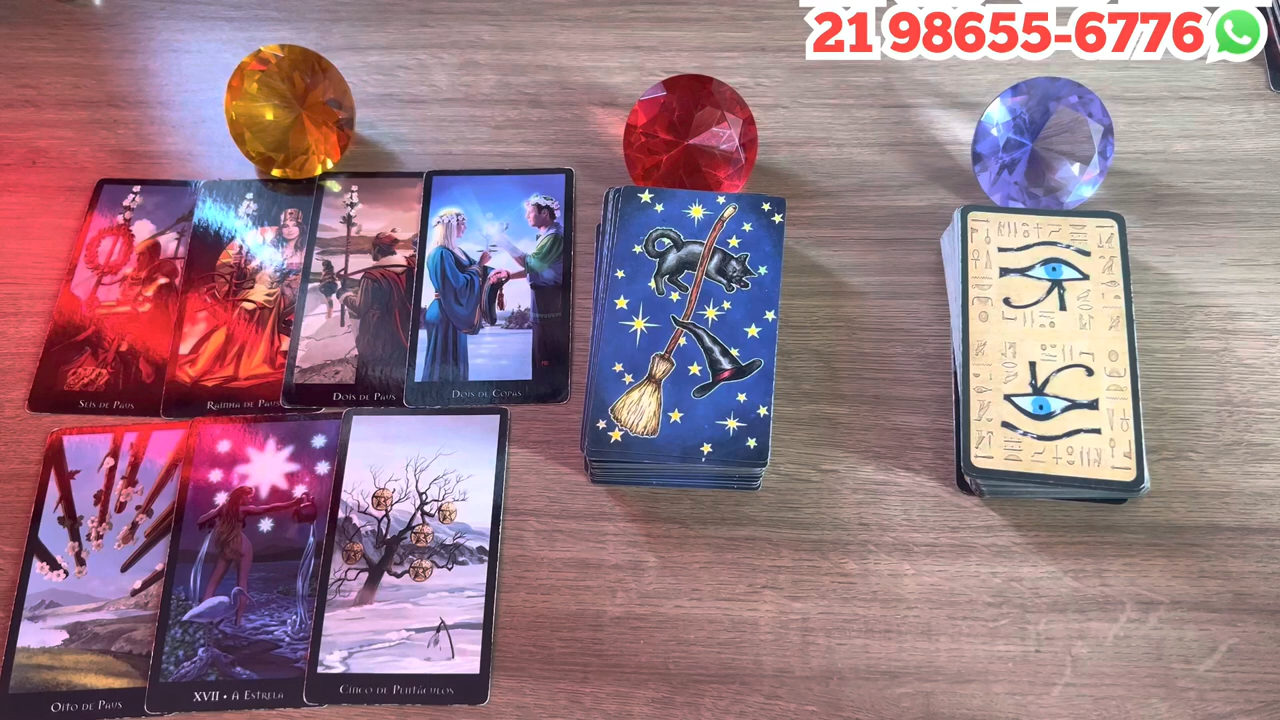 21 98655-6776
SEIS DE PAUS
RAINHA DE PAUS
DOIS DE PAUS
DOIS DE COPAS
OITO DE PAUS
XVII • A ESTRELA
CINCO DE PENTÁCULOS